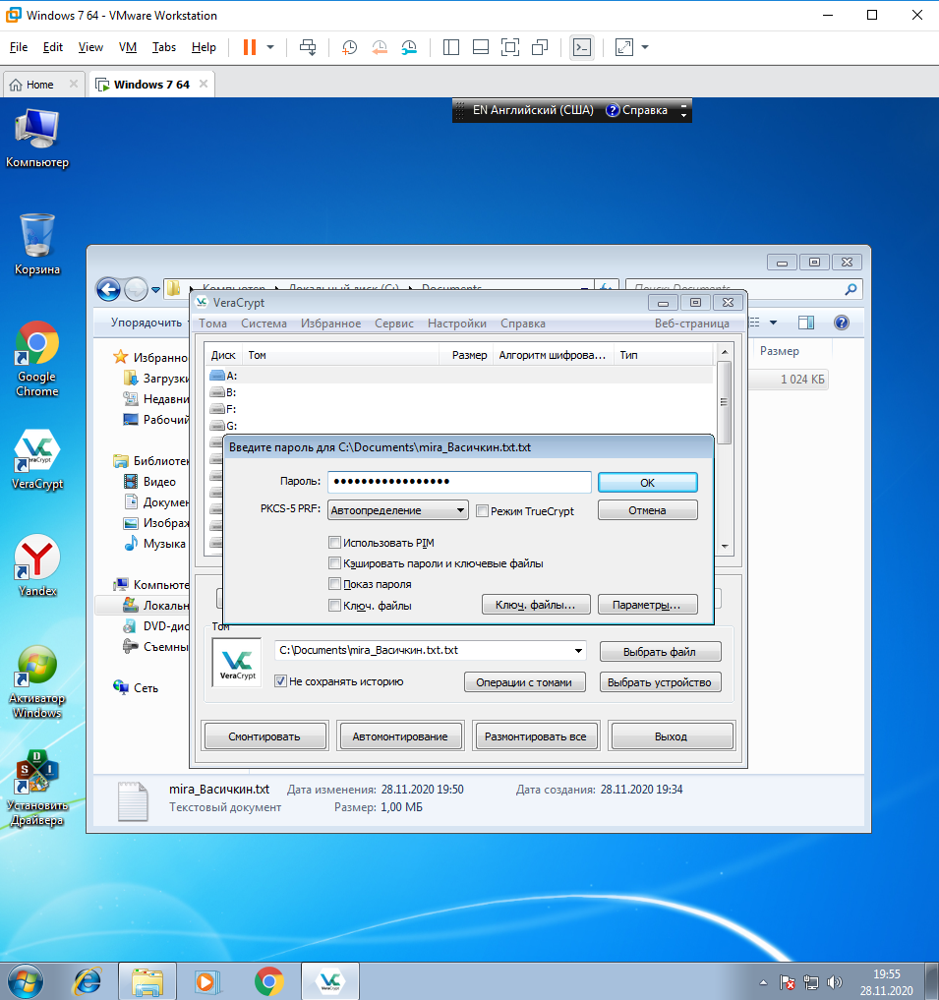 Windows 7 64 - VMware Workstation
File Edit View VM Tabs Help
Home
Windows 7 64
EN Английский (США) Справка
Компьютер
Корзина
Google
Chrome
VeraCrypt
Yandex
Активатор
Windows
Установить
Драйвера
Компьютер Локальный диск (C:) Documents
Поиск: Documents
Упорядочить
Избранно
Загрузки
Недавни
Рабочий
Библиотек
Видео
Докумен
Изображ
Музыка
Компьюте
Локальн
DVD-дис
Съемны
Сеть
Размер
1 024 КБ
VeraCrypt
Тома Система Избранное Сервис Настройки Справка Веб-страница
Диск Том Размер Алгоритм шифрова... Тип
A:
B:
F:
G:
Введите пароль для C:\Documents\mira_Васичкин.txt.txt
Пароль: OK
PKCS-5 PRF: Автоопределение Режим TrueCrypt Отмена
Использовать PIM
Кэшировать пароли и ключевые файлы
Показ пароля
Ключ. файлы Ключ. файлы... Параметры...
Том
VeraCrypt
C:\Documents\mira_Васичкин.txt.txt Выбрать файл
Не сохранять историю Операции с томами Выбрать устройство
Смонтировать Автомонтирование Размонтировать все Выход
mira_Васичкин.txt Дата изменения: 28.11.2020 19:50 Дата создания: 28.11.2020 19:34
Текстовый документ Размер: 1,00 МБ
VeraCrypt
19:55
28.11.2020